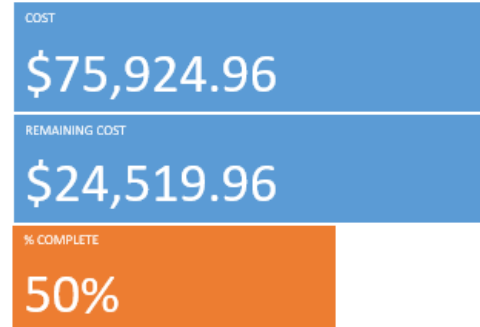 COST
$75,924.96
REMAINING COST
$24,519.96
% COMPLETE
50%